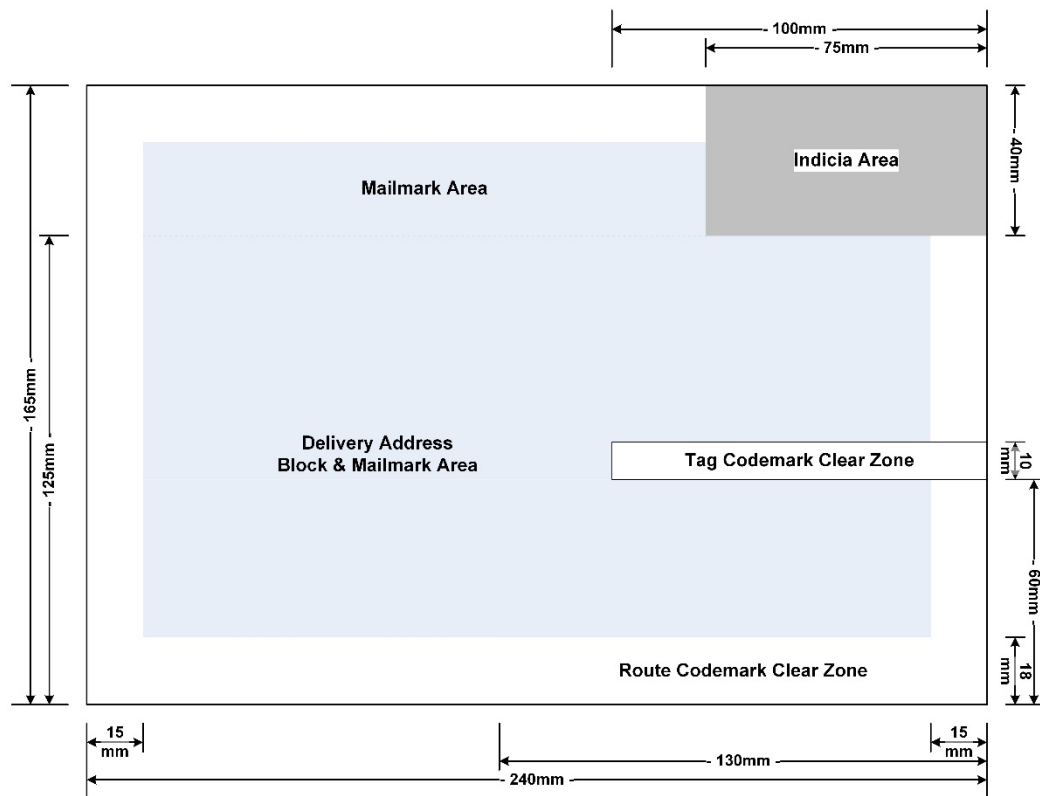 - 100mm -
- 75mm -
Indicia Area
- 40mm -
Mailmark Area
- 165mm -
- 125mm -
Delivery Address
Block & Mailmark Area
Tag Codemark Clear Zone
10
mm
- 60mm -
Route Codemark Clear Zone
18
mm
15
mm
15
mm
- 130mm -
- 240mm -